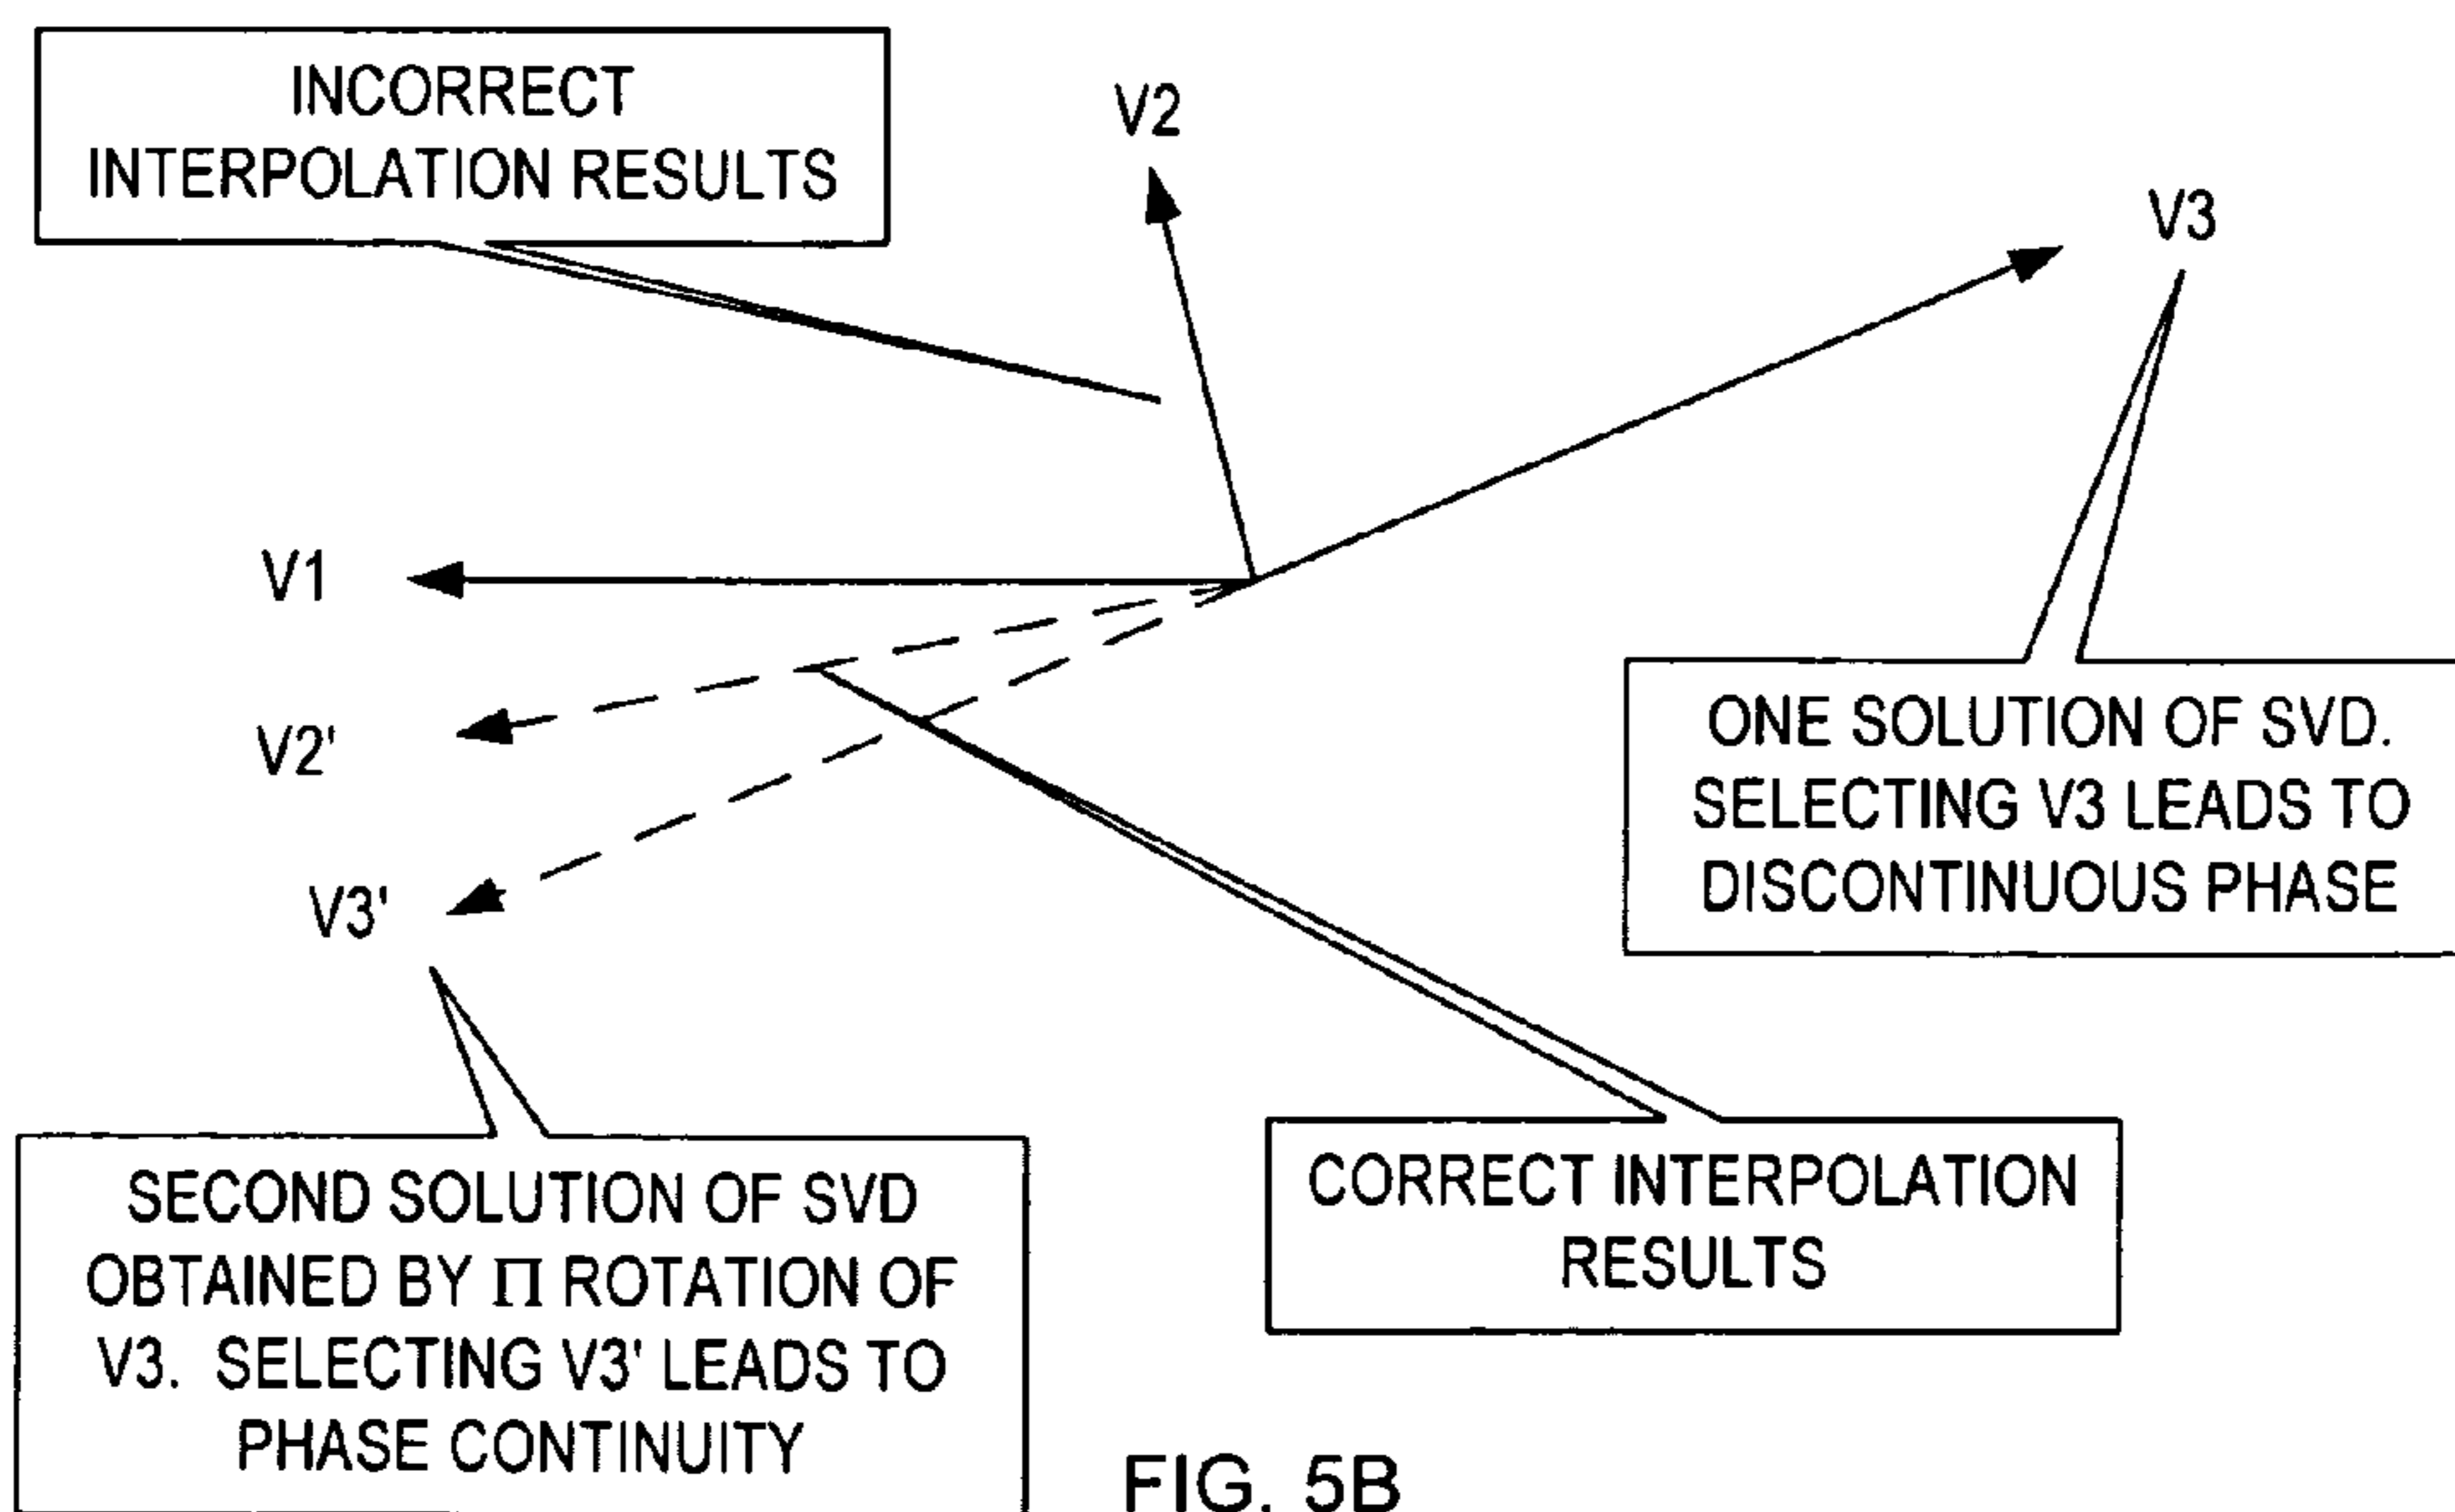 INCORRECT
INTERPOLATION RESULTS
V2
V3
V1
V2'
V3'
ONE SOLUTION OF SVD.
SELECTING V3 LEADS TO
DISCONTINUOUS PHASE
SECOND SOLUTION OF SVD
OBTAINED BY Π ROTATION OF
V3. SELECTING V3' LEADS TO
PHASE CONTINUITY
CORRECT INTERPOLATION
RESULTS
FIG. 5B